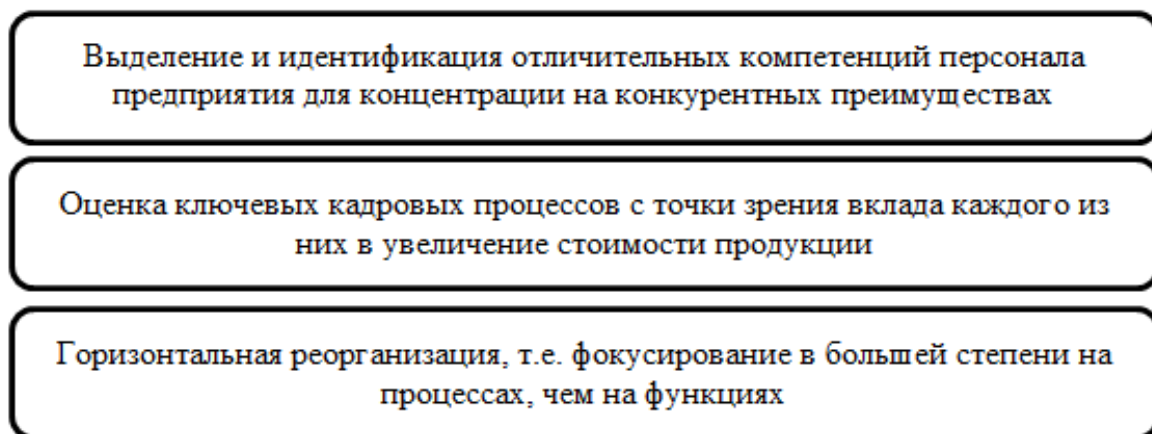 Выделение и идентификация отличительных компетенций персонала
предприятия для концентрации на конкурентных преимуществах
Оценка ключевых кадровых процессов с точки зрения вклада каждого из
них в увеличение стоимости продукции
Горизонтальная реорганизация, т.е. фокусирование в большей степени на
процессах, чем на функциях